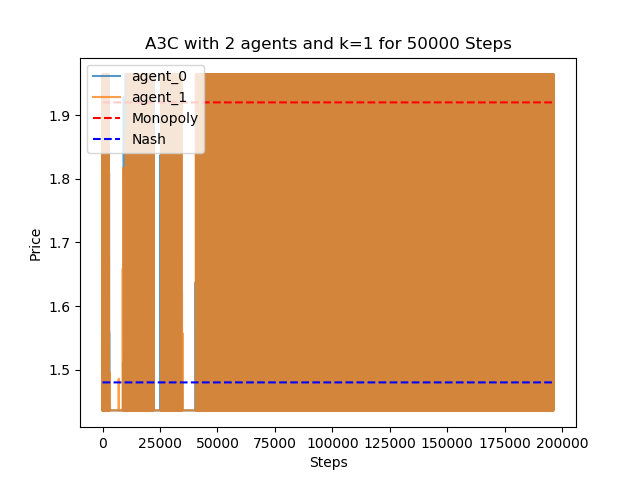 A3C with 2 agents and k=1 for 50000 Steps
agent_0
agent_1
Monopoly
Nash
Price
1.9
1.8
1.7
1.6
1.5
0 25000 50000 75000 100000 125000 150000 175000 200000
Steps